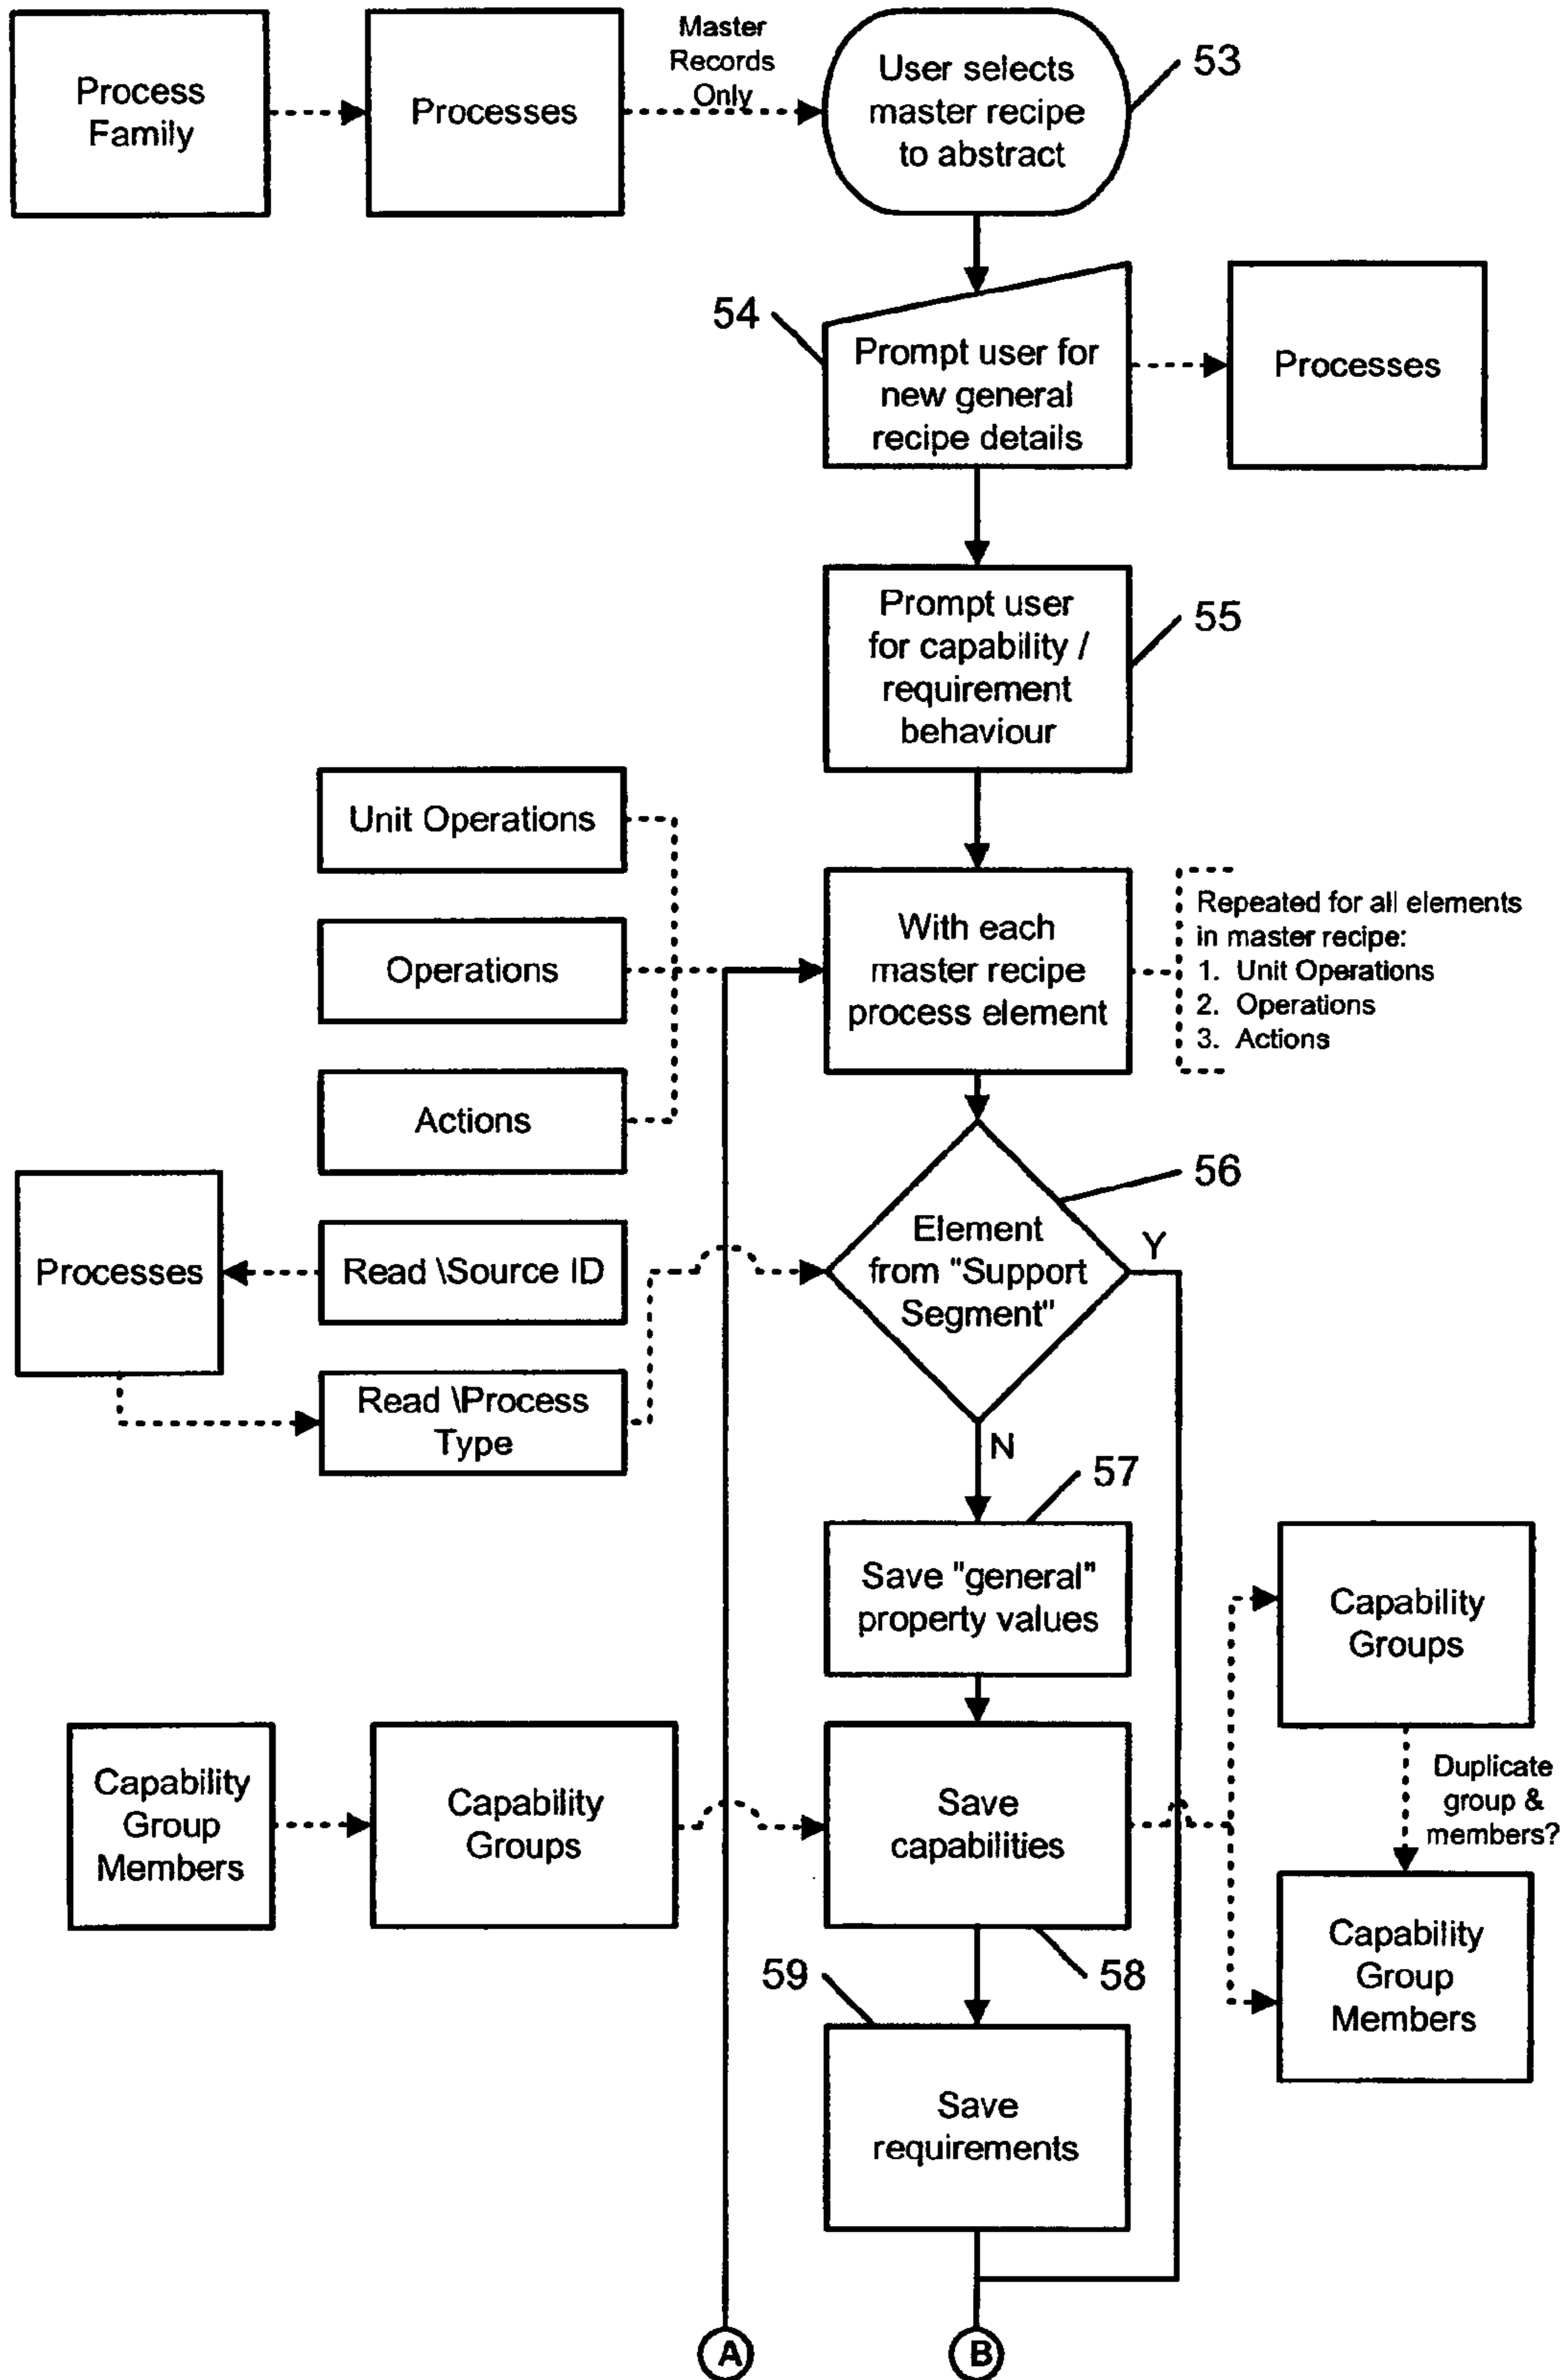 Process
Family
Processes
Master
Records
Only
User selects
master recipe
to abstract
53
54
Prompt user for
new general
recipe details
Processes
Prompt user
for capability /
requirement
behaviour
55
Unit Operations
Operations
Actions
With each
master recipe
process element
Repeated for all elements
in master recipe:
1. Unit Operations
2. Operations
3. Actions
Processes
Read \Source ID
Read \Process
Type
Element
from "Support
Segment"
56
Y
N
57
Save "general"
property values
Capability
Groups
Capability
Group
Members
Capability
Groups
Save
capabilities
Duplicate
group &
members?
58
59
Capability
Group
Members
Save
requirements
A
B